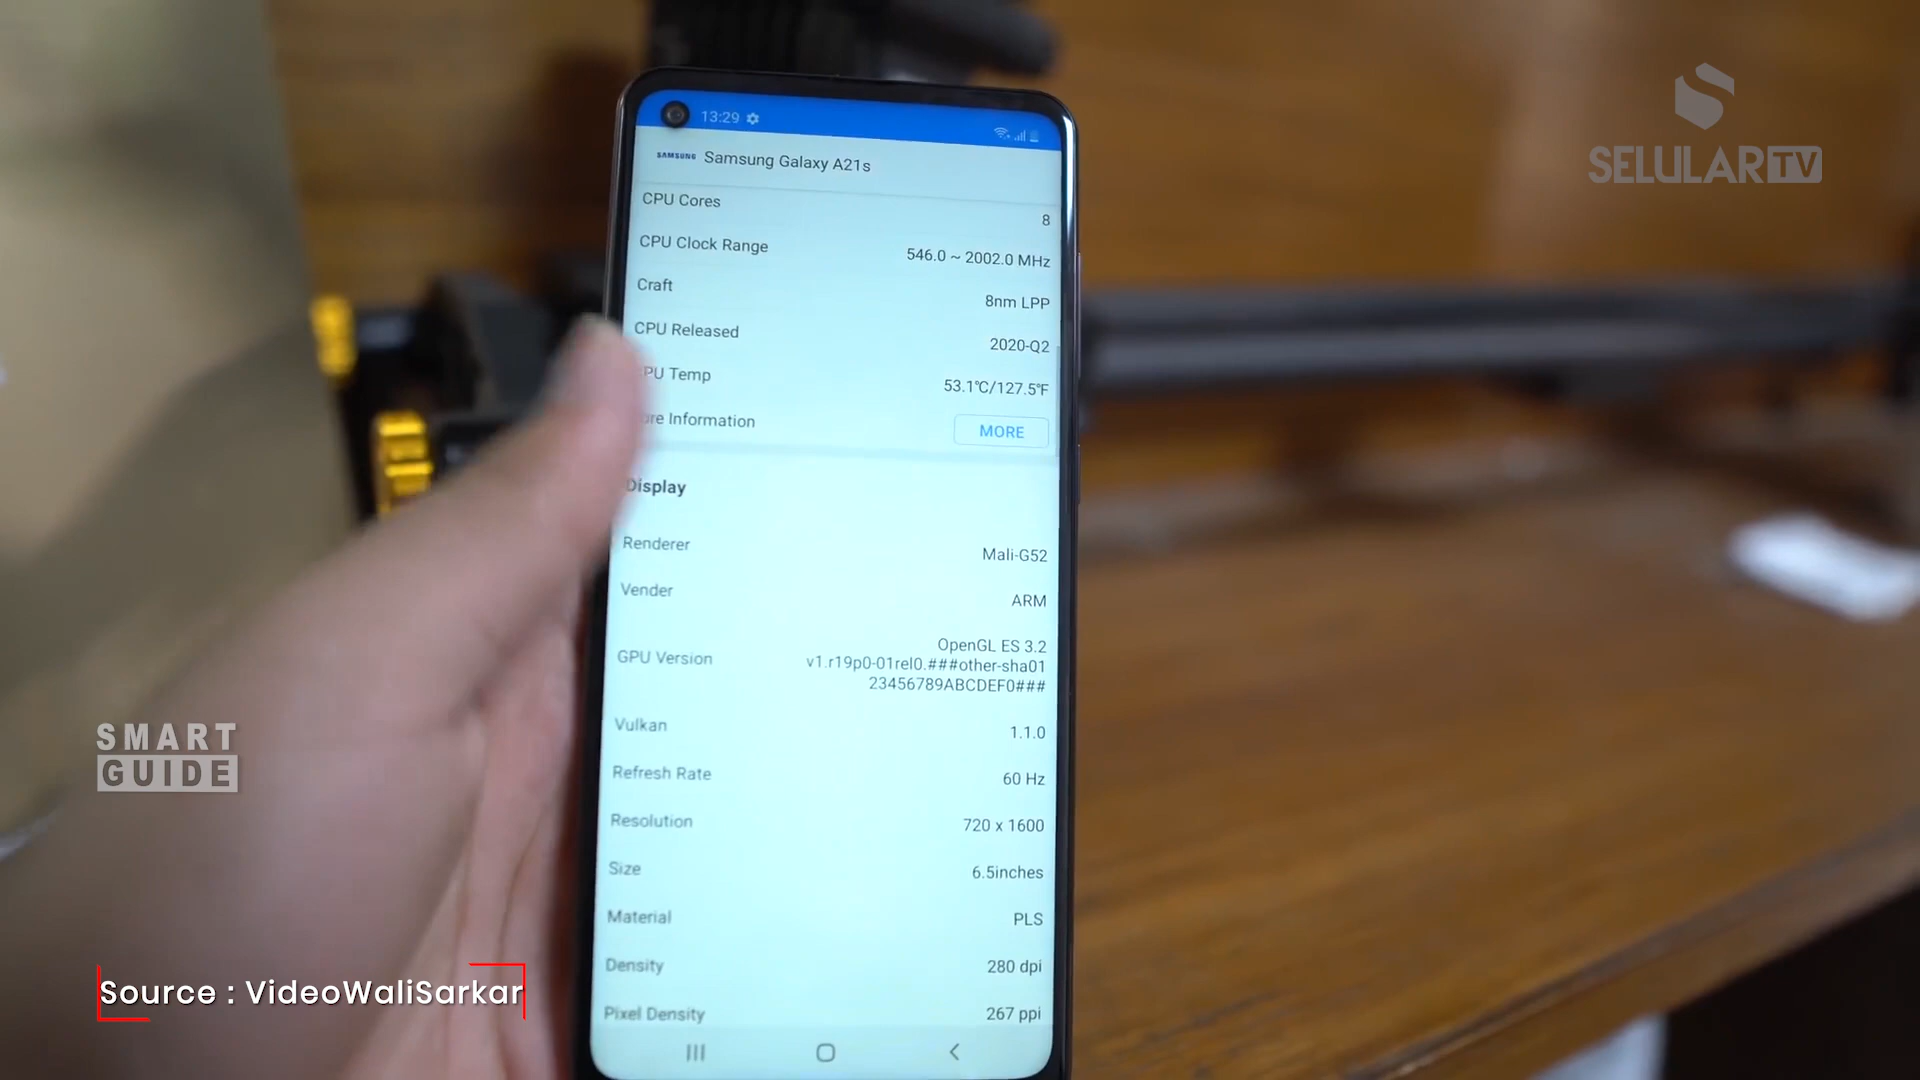 SELULAR TV
13:29
SAMSUNG Samsung Galaxy A21s
CPU Cores 8
CPU Clock Range 546.0 ~ 2002.0 MHz
Craft 8nm LPP
CPU Released 2020-Q2
PU Temp 53.1°C/127.5°F
ore Information MORE
Display
Renderer Mali-G52
Vender ARM
GPU Version OpenGL ES 3.2
v1.r19p0-01rel0.###other-sha01
23456789ABCDEF0###
Vulkan 1.1.0
Refresh Rate 60 Hz
Resolution 720 x 1600
Size 6.5inches
Material PLS
Density 280 dpi
Pixel Density 267 ppi
SMART
GUIDE
Source : VideoWaliSarkar